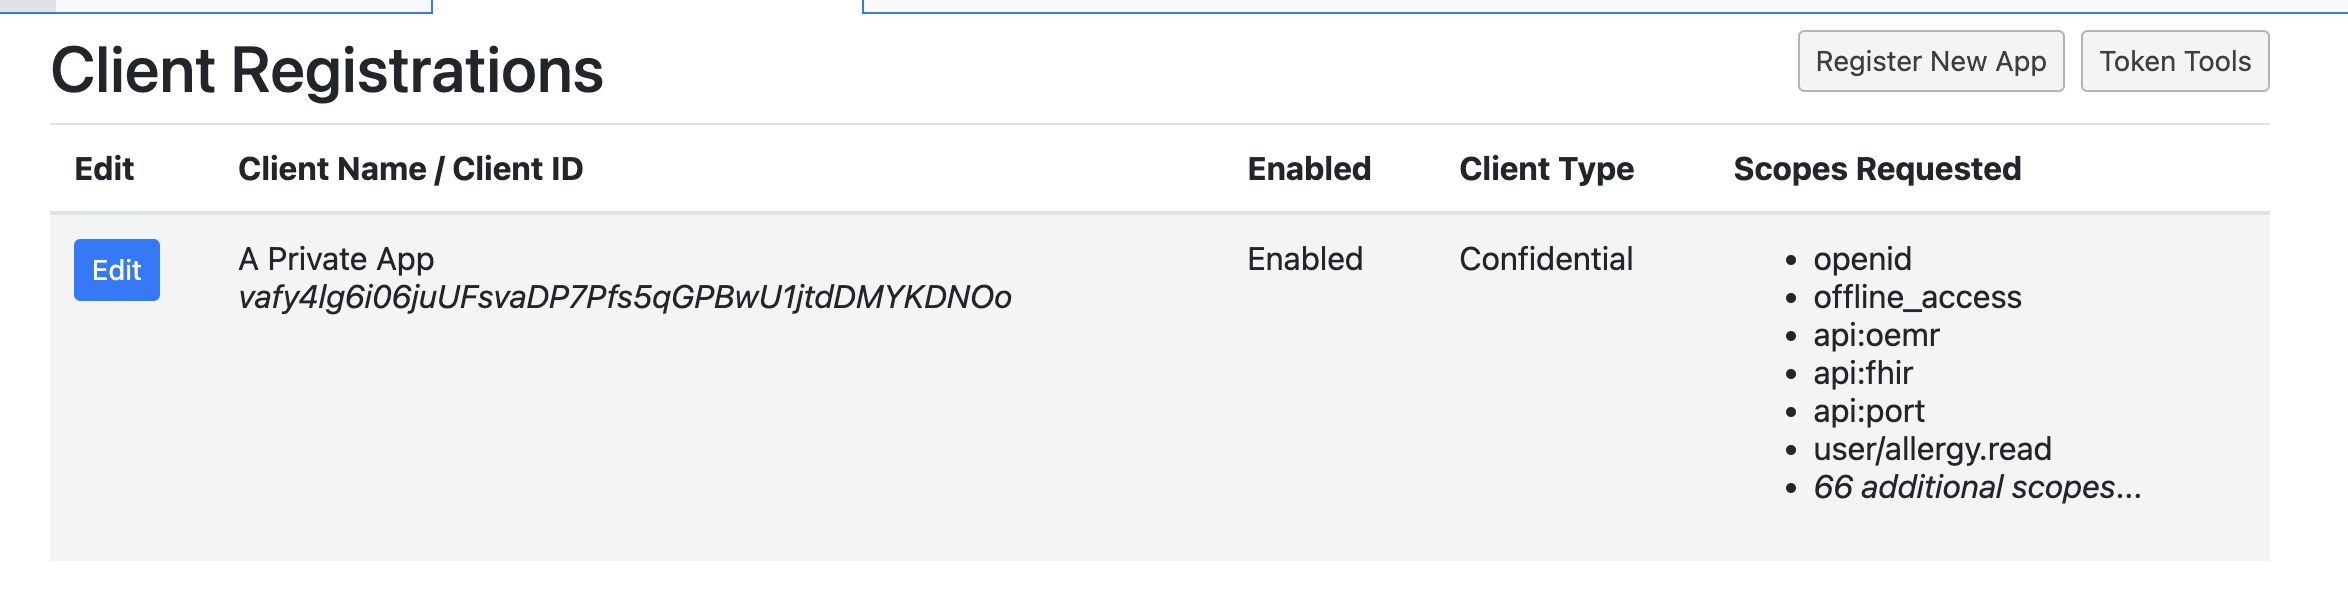 Client Registrations
Register New App
Token Tools
Edit
Client Name / Client ID
Enabled
Client Type
Scopes Requested
Edit
A Private App
vafy4lg6i06juUFsvaDP7Pfs5qGPBwU1jtdDMYKDNOo
Enabled
Confidential
• openid
• offline_access
• api:oemr
• api:fhir
• api:port
• user/allergy.read
• 66 additional scopes...